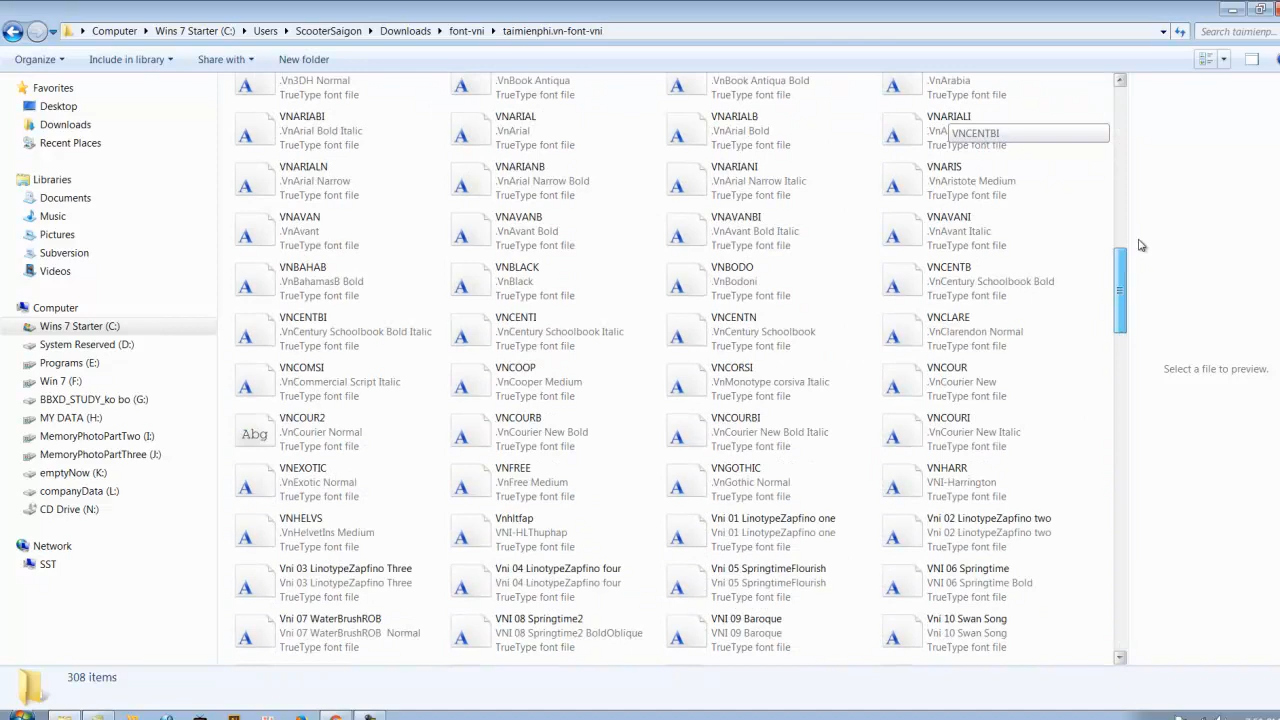 Computer Wins 7 Starter (C:) Users ScooterSaigon Downloads font-vni taimienphi.vn-font-vni Search taimienp...
Organize Include in library Share with New folder
Favorites
Desktop
Downloads
Recent Places
Libraries
Documents
Music
Pictures
Subversion
Videos
Computer
Wins 7 Starter (C:)
System Reserved (D:)
Programs (E:)
Win 7 (F:)
BBXD_STUDY_ko bo (G:)
MY DATA (H:)
MemoryPhotoPartTwo (I:)
MemoryPhotoPartThree (J:)
emptyNow (K:)
companyData (L:)
CD Drive (N:)
Network
SST
.Vn3DH Normal .VnBook Antiqua .VnBook Antiqua Bold .VnArabia
TrueType font file TrueType font file TrueType font file TrueType font file
VNARIABI VNARIAL VNARIALB VNARIALI
.VnArial Bold Italic .VnArial .VnArial Bold .VnA
VNCENTBI
TrueType font file TrueType font file TrueType font file TrueType font file
VNARIALN VNARIANB VNARIANI VNARIS
.VnArial Narrow .VnArial Narrow Bold .VnArial Narrow Italic .VnAristote Medium
TrueType font file TrueType font file TrueType font file TrueType font file
VNAVAN VNAVANB VNAVANBI VNAVANI
.VnAvant .VnAvant Bold .VnAvant Bold Italic .VnAvant Italic
TrueType font file TrueType font file TrueType font file TrueType font file
VNBAHAB VNBLACK VNBODO VNCENTB
.VnBahamasB Bold .VnBlack .VnBodoni .VnCentury Schoolbook Bold
TrueType font file TrueType font file TrueType font file TrueType font file
VNCENTBI VNCENTI VNCENTN VNCLARE
.VnCentury Schoolbook Bold Italic .VnCentury Schoolbook Italic .VnCentury Schoolbook .VnClarendon Normal
TrueType font file TrueType font file TrueType font file TrueType font file
VNCOMSI VNCOOP VNCORSI VNCOUR
.VnCommercial Script Italic .VnCooper Medium .VnMonotype corsiva Italic .VnCourier New
TrueType font file TrueType font file TrueType font file TrueType font file
VNCOUR2 VNCOURB VNCOURBI VNCOURI
Abg
.VnCourier Normal .VnCourier New Bold .VnCourier New Bold Italic .VnCourier New Italic
TrueType font file TrueType font file TrueType font file TrueType font file
VNEXOTIC VNFREE VNGOTHIC VNHARR
.VnExotic Normal .VnFree Medium .VnGothic Normal VNI-Harrington
TrueType font file TrueType font file TrueType font file TrueType font file
VNHELVS Vnhltfap Vni 01 LinotypeZapfino one Vni 02 LinotypeZapfino two
.VnHelvetIns Medium VNI-HLThuphap Vni 01 LinotypeZapfino one Vni 02 LinotypeZapfino two
TrueType font file TrueType font file TrueType font file TrueType font file
Vni 03 LinotypeZapfino Three Vni 04 LinotypeZapfino four Vni 05 SpringtimeFlourish VNI 06 Springtime
Vni 03 LinotypeZapfino Three Vni 04 LinotypeZapfino four Vni 05 SpringtimeFlourish VNI 06 Springtime Bold
TrueType font file TrueType font file TrueType font file TrueType font file
Vni 07 WaterBrushROB VNI 08 Springtime2 VNI 09 Baroque Vni 10 Swan Song
Vni 07 WaterBrushROB Normal VNI 08 Springtime2 BoldOblique VNI 09 Baroque Vni 10 Swan Song
TrueType font file TrueType font file TrueType font file TrueType font file
Select a file to preview.
308 items